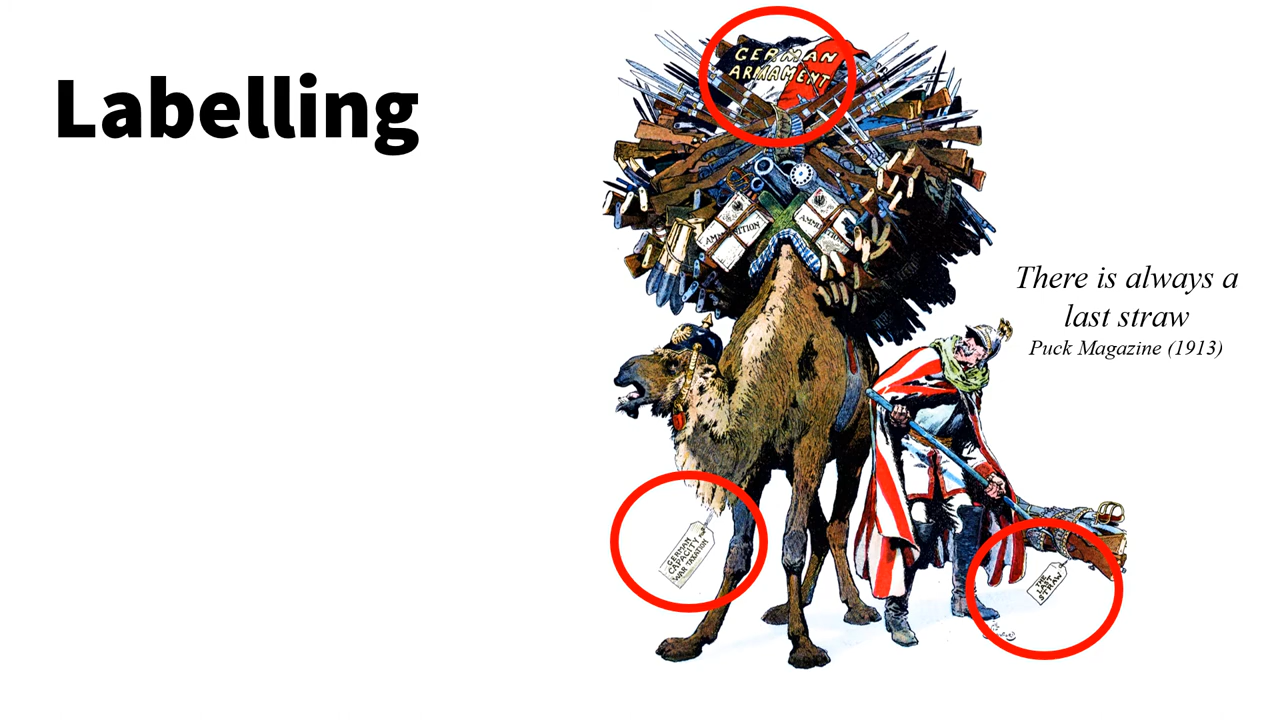 Labelling
GERMAN
ARMAMENT
AMMUNITION
AMMUNITION
There is always a
last straw
Puck Magazine (1913)
GERMAN
CAPACITY FOR
WAR TAXATION
THE
LAST
STRAW